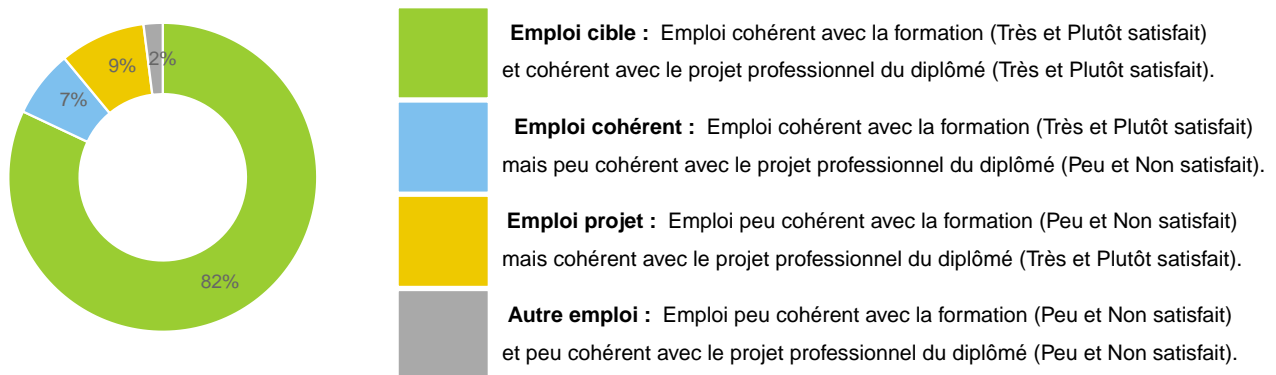 2%
9%
7%
82%
Emploi cible : Emploi cohérent avec la formation (Très et Plutôt satisfait)
et cohérent avec le projet professionnel du diplômé (Très et Plutôt satisfait).
Emploi cohérent : Emploi cohérent avec la formation (Très et Plutôt satisfait)
mais peu cohérent avec le projet professionnel du diplômé (Peu et Non satisfait).
Emploi projet : Emploi peu cohérent avec la formation (Peu et Non satisfait)
mais cohérent avec le projet professionnel du diplômé (Très et Plutôt satisfait).
Autre emploi : Emploi peu cohérent avec la formation (Peu et Non satisfait)
et peu cohérent avec le projet professionnel du diplômé (Peu et Non satisfait).